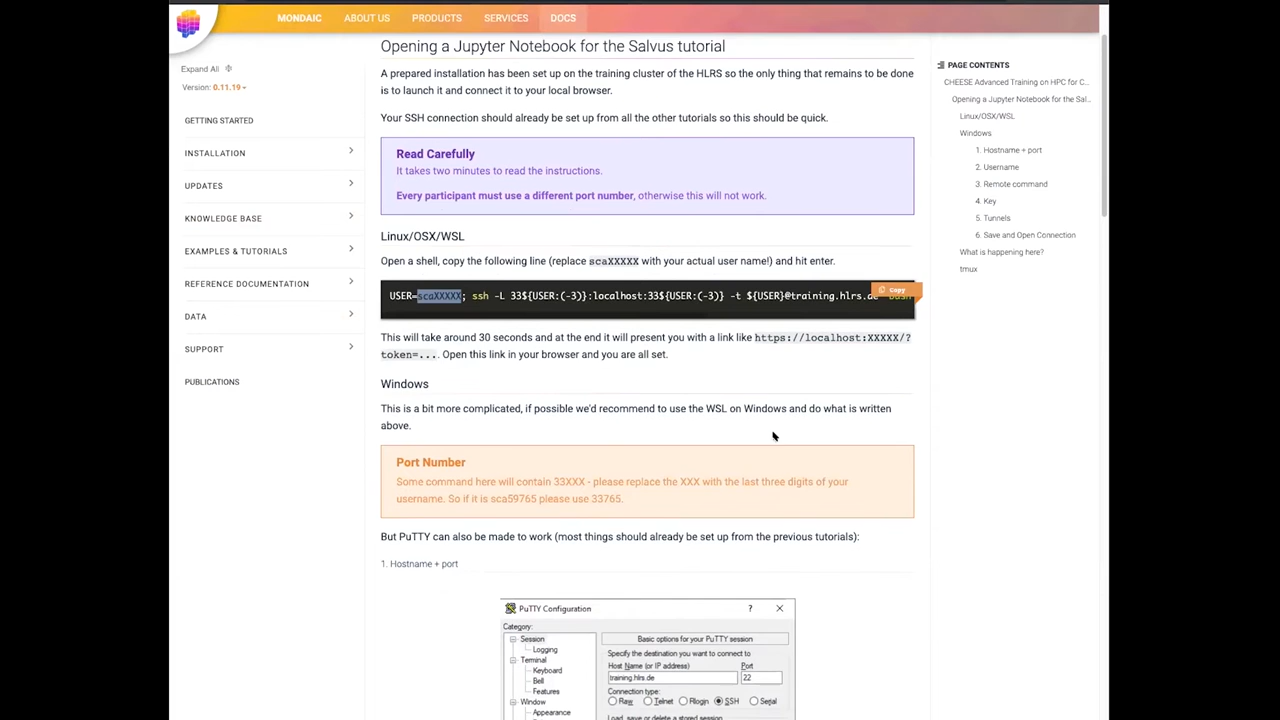 MONDAIC ABOUT US PRODUCTS SERVICES DOCS
Expand All
Version: 0.11.19
GETTING STARTED
INSTALLATION
UPDATES
KNOWLEDGE BASE
EXAMPLES & TUTORIALS
REFERENCE DOCUMENTATION
DATA
SUPPORT
PUBLICATIONS
Opening a Jupyter Notebook for the Salvus tutorial
A prepared installation has been set up on the training cluster of the HLRS so the only thing that remains to be done
is to launch it and connect it to your local browser.
Your SSH connection should already be set up from all the other tutorials so this should be quick.
Read Carefully
It takes two minutes to read the instructions.
Every participant must use a different port number, otherwise this will not work.
Linux/OSX/WSL
Open a shell, copy the following line (replace scaXXXXX with your actual user name!) and hit enter.
Copy
USER=scaXXXXX; ssh -L 33${USER:(-3)}:localhost:33${USER:(-3)} -t ${USER}@training.hlrs.de bash
This will take around 30 seconds and at the end it will present you with a link like https://localhost:XXXXX/?
token=... . Open this link in your browser and you are all set.
Windows
This is a bit more complicated, if possible we'd recommend to use the WSL on Windows and do what is written
above.
Port Number
Some command here will contain 33XXX - please replace the XXX with the last three digits of your
username. So if it is sca59765 please use 33765.
But PuTTY can also be made to work (most things should already be set up from the previous tutorials):
1. Hostname + port
PuTTY Configuration ?
Category:
Session
Logging
Terminal
Keyboard
Bell
Features
Window
Appearance
Basic options for your PuTTY session
Specify the destination you want to connect to
Host Name (or IP address) Port
training.hlrs.de 22
Connection type:
Raw Telnet Rlogin SSH Serial
Load, save or delete a stored session
PAGE CONTENTS
CHEESE Advanced Training on HPC for C...
Opening a Jupyter Notebook for the Sal...
Linux/OSX/WSL
Windows
1. Hostname + port
2. Username
3. Remote command
4. Key
5. Tunnels
6. Save and Open Connection
What is happening here?
tmux